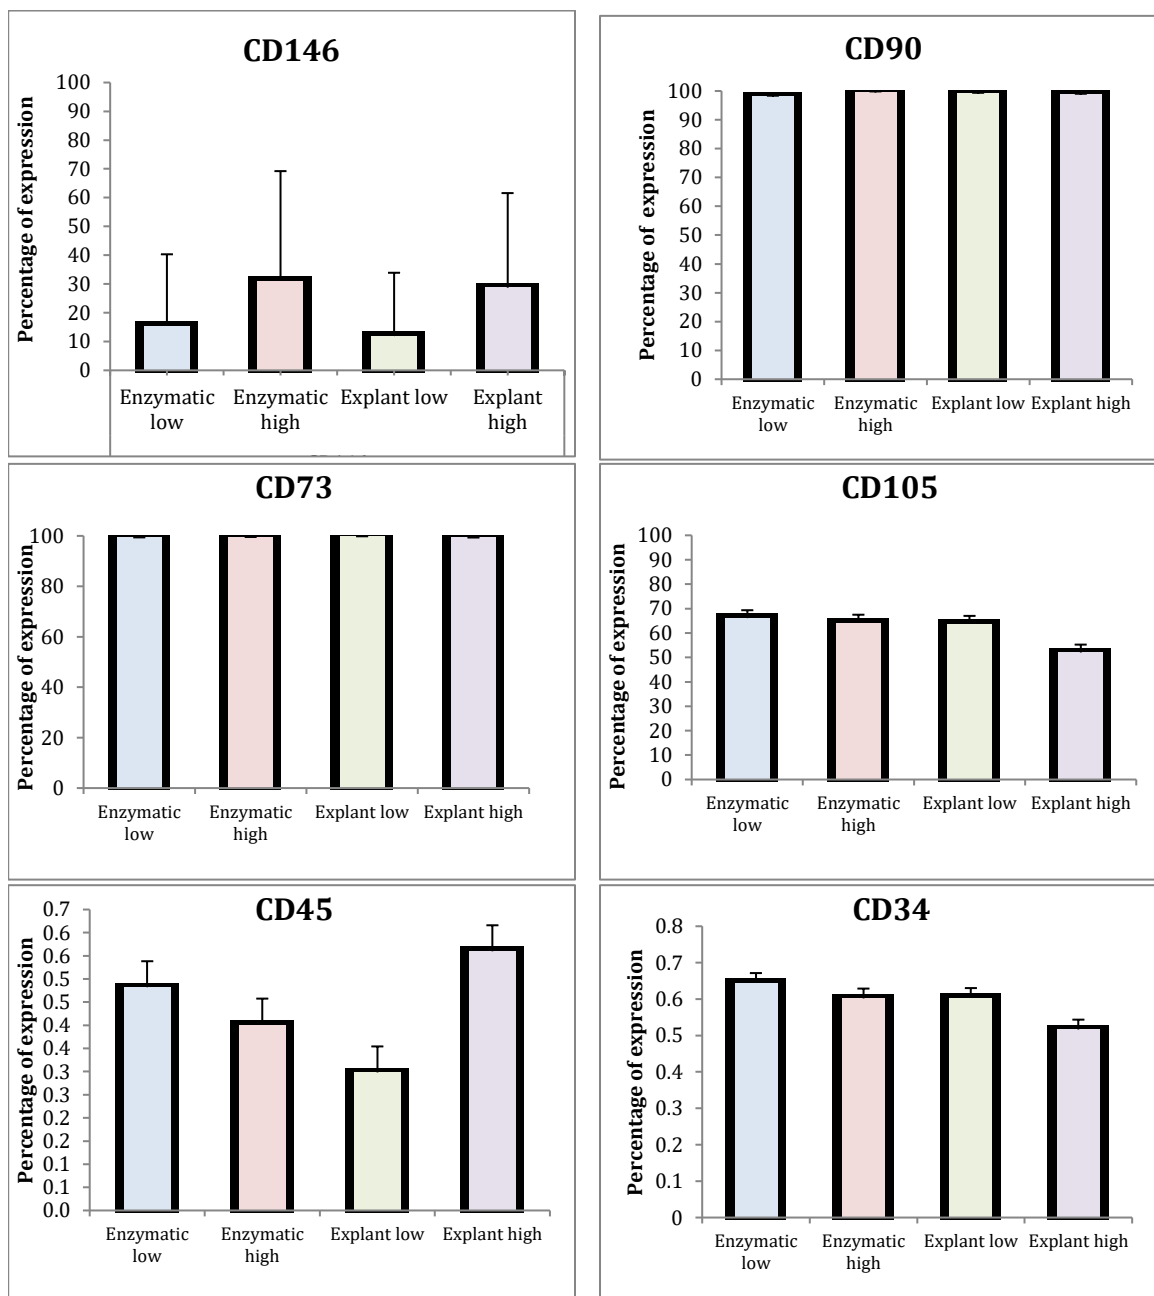 CD146
Percentage of expression
100
90
80
70
60
50
40
30
20
10
0
Enzymatic
low
Enzymatic
high
Explant low
Explant
high
CD90
Percentage of expression
100
90
80
70
60
50
40
30
20
10
0
Enzymatic
low
Enzymatic
high
Explant low
Explant high
CD73
Percentage of expression
100
80
60
40
20
0
Enzymatic
low
Enzymatic
high
Explant low
Explant high
CD105
Percentage of expression
100
90
80
70
60
50
40
30
20
10
0
Enzymatic
low
Enzymatic
high
Explant low
Explant high
CD45
Percentage of expression
0.7
0.6
0.6
0.5
0.5
0.4
0.4
0.3
0.3
0.2
0.2
0.1
0.1
0.0
Enzymatic
low
Enzymatic
high
Explant low
Explant high
CD34
Percentage of expression
0.8
0.7
0.6
0.5
0.4
0.3
0.2
0.1
0
Enzymatic
low
Enzymatic
high
Explant low
Explant high